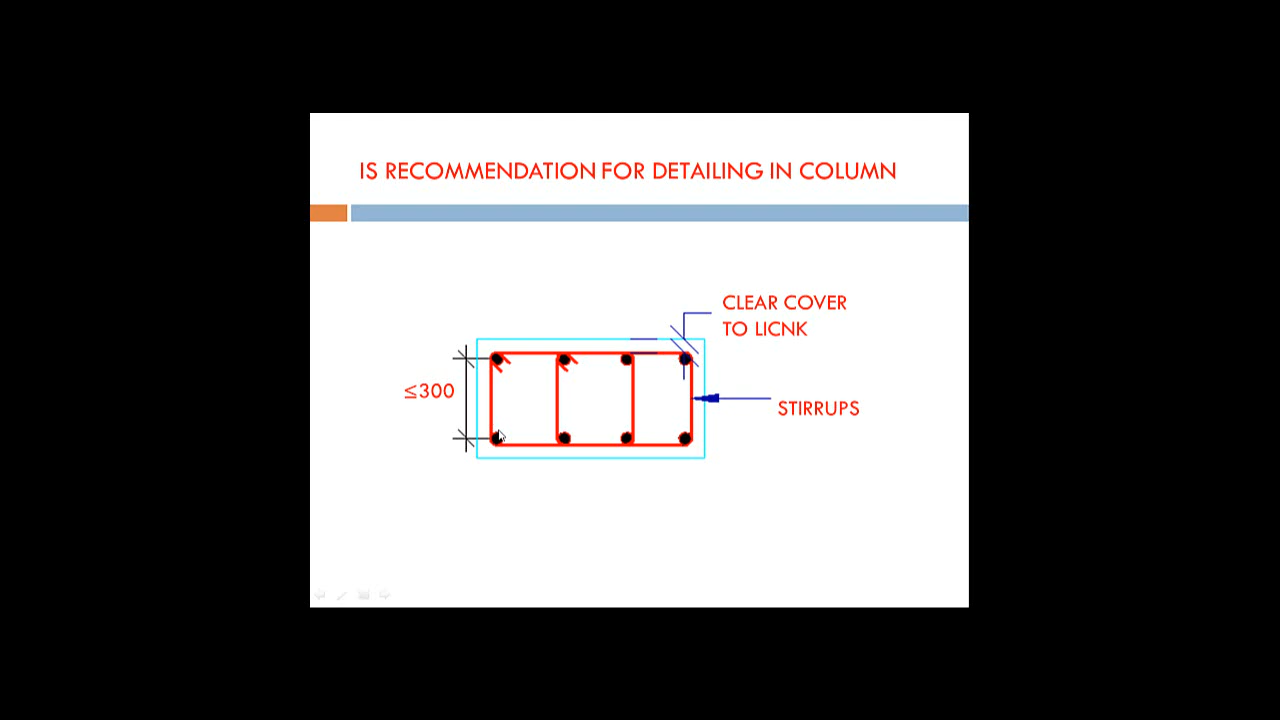 IS RECOMMENDATION FOR DETAILING IN COLUMN
CLEAR COVER
TO LICNK
≤300
STIRRUPS